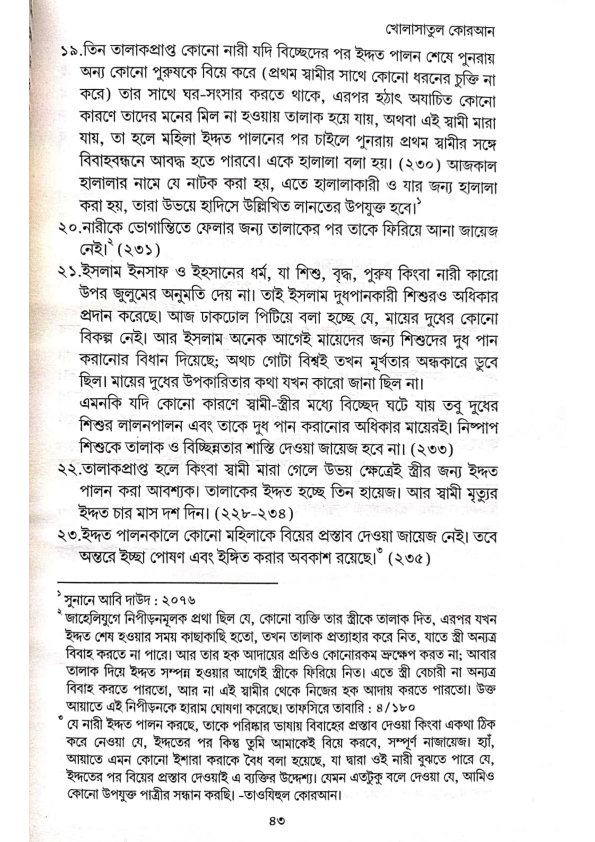 খোলাসাতুল কোরআন
১৯.তিন তালাকপ্রাপ্ত কোনো নারী যদি বিচ্ছেদের পর ইদ্দত পালন শেষে পুনরায়
অন্য কোনো পুরুষকে বিয়ে করে (প্রথম স্বামীর সাথে কোনো ধরনের চুক্তি না
করে) তার সাথে ঘর-সংসার করতে থাকে, এরপর হঠাৎ অযাচিত কোনো
কারণে তাদের মনের মিল না হওয়ায় তালাক হয়ে যায়, অথবা এই স্বামী মারা
যায়, তা হলে মহিলা ইদ্দত পালনের পর চাইলে পুনরায় প্রথম স্বামীর সঙ্গে
বিবাহবন্ধনে আবদ্ধ হতে পারবে। একে হালালা বলা হয়। (২৩০) আজকাল
হালালার নামে যে নাটক করা হয়, এতে হালালাকারী ও যার জন্য হালালা
করা হয়, তারা উভয়ে হাদিসে উল্লিখিত লানতের উপযুক্ত হবে।১
২০.নারীকে ভোগান্তিতে ফেলার জন্য তালাকের পর তাকে ফিরিয়ে আনা জায়েজ
নেই।২ (২৩১)
২১.ইসলাম ইনসাফ ও ইহসানের ধর্ম, যা শিশু, বৃদ্ধ, পুরুষ কিংবা নারী কারো
উপর জুলুমের অনুমতি দেয় না। তাই ইসলাম দুধপানকারী শিশুরও অধিকার
প্রদান করেছে। আজ ঢাকঢোল পিটিয়ে বলা হচ্ছে যে, মায়ের দুধের কোনো
বিকল্প নেই। আর ইসলাম অনেক আগেই মায়েদের জন্য শিশুদের দুধ পান
করানোর বিধান দিয়েছে; অথচ গোটা বিশ্বই তখন মূর্খতার অন্ধকারে ডুবে
ছিল। মায়ের দুধের উপকারিতার কথা যখন কারো জানা ছিল না।
এমনকি যদি কোনো কারণে স্বামী-স্ত্রীর মধ্যে বিচ্ছেদ ঘটে যায় তবু দুধের
শিশুর লালনপালন এবং তাকে দুধ পান করানোর অধিকার মায়েরই। নিষ্পাপ
শিশুকে তালাক ও বিচ্ছিন্নতার শাস্তি দেওয়া জায়েজ হবে না। (২৩৩)
২২.তালাকপ্রাপ্ত হলে কিংবা স্বামী মারা গেলে উভয় ক্ষেত্রেই স্ত্রীর জন্য ইদ্দত
পালন করা আবশ্যক। তালাকের ইদ্দত হচ্ছে তিন হায়েজ। আর স্বামী মৃত্যুর
ইদ্দত চার মাস দশ দিন। (২২৮-২৩৪)
২৩.ইদ্দত পালনকালে কোনো মহিলাকে বিয়ের প্রস্তাব দেওয়া জায়েজ নেই। তবে
অন্তরে ইচ্ছা পোষণ এবং ইঙ্গিত করার অবকাশ রয়েছে।৩ (২৩৫)
১ সুনানে আবি দাউদ : ২০৭৬
২ জাহেলিযুগে নিপীড়নমূলক প্রথা ছিল যে, কোনো ব্যক্তি তার স্ত্রীকে তালাক দিত, এরপর যখন
ইদ্দত শেষ হওয়ার সময় কাছাকাছি হতো, তখন তালাক প্রত্যাহার করে নিত, যাতে স্ত্রী অন্যত্র
বিবাহ করতে না পারে। আর তার হক আদায়ের প্রতিও কোনোরকম ভ্রুক্ষেপ করত না; আবার
তালাক দিয়ে ইদ্দত সম্পন্ন হওয়ার আগেই স্ত্রীকে ফিরিয়ে নিত। এতে স্ত্রী বেচারী না অন্যত্র
বিবাহ করতে পারতো, আর না এই স্বামীর থেকে নিজের হক আদায় করতে পারতো। উক্ত
আয়াতে এই নিপীড়নকে হারাম ঘোষণা করেছে। তাফসিরে তাবারি : ৪/১৮০
৩ যে নারী ইদ্দত পালন করছে, তাকে পরিষ্কার ভাষায় বিবাহের প্রস্তাব দেওয়া কিংবা একথা ঠিক
করে নেওয়া যে, ইদ্দতের পর কিন্তু তুমি আমাকেই বিয়ে করবে, সম্পূর্ণ নাজায়েজ। হ্যাঁ,
আয়াতে এমন কোনো ইশারা করাকে বৈধ বলা হয়েছে, যা দ্বারা ওই নারী বুঝতে পারে যে,
ইদ্দতের পর বিয়ের প্রস্তাব দেওয়াই এ ব্যক্তির উদ্দেশ্য। যেমন এতটুকু বলে দেওয়া যে, আমিও
কোনো উপযুক্ত পাত্রীর সন্ধান করছি। -তাওযিহুল কোরআন।
৪৩